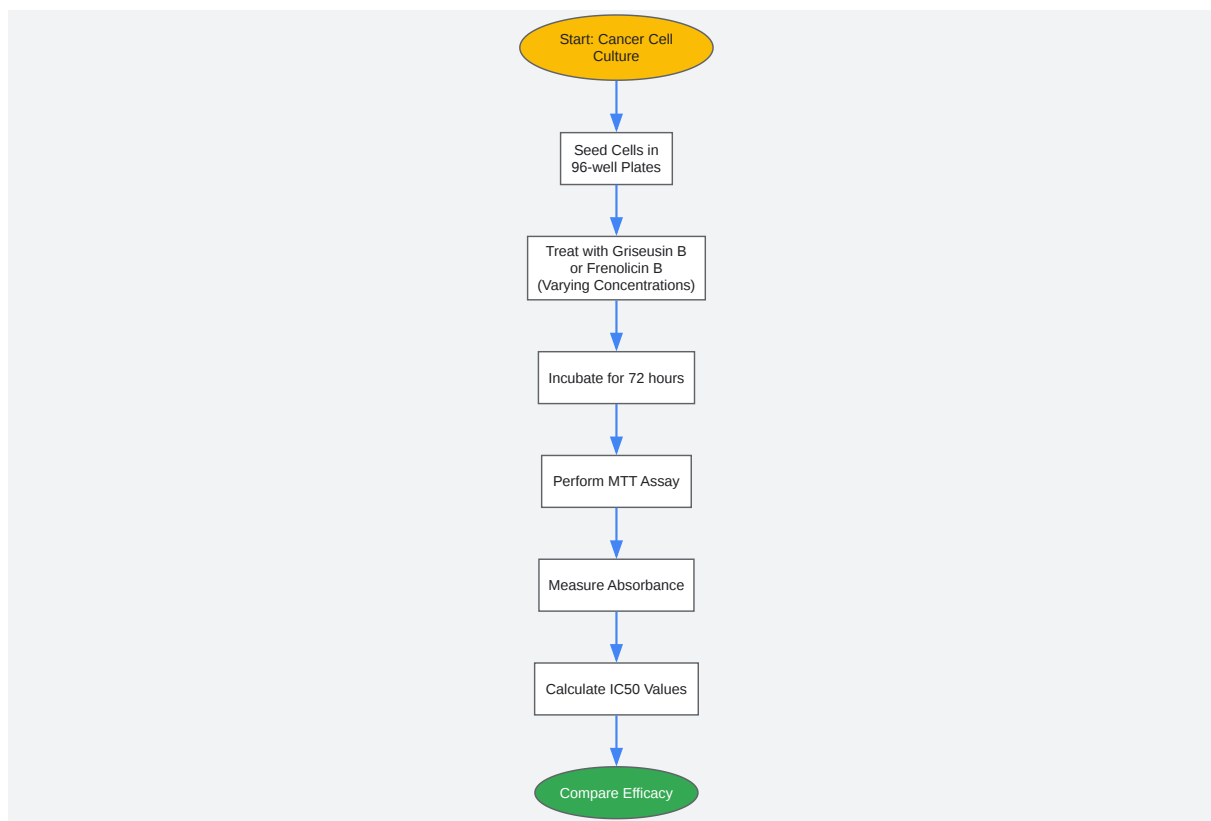 Start: Cancer Cell
Culture
Seed Cells in
96-well Plates
Treat with Griseusin B
or Frenolicin B
(Varying Concentrations)
Incubate for 72 hours
Perform MTT Assay
Measure Absorbance
Calculate IC50 Values
Compare Efficacy